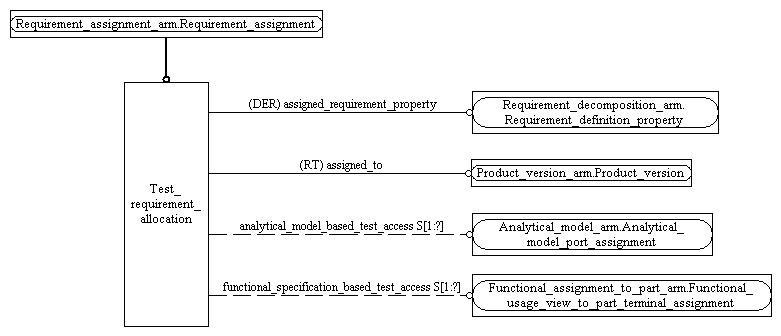 Requirement_assignment_arm.Requirement_assignment
(DER) assigned_requirement_property
Requirement_decomposition_arm.
Requirement_definition_property
(RT) assigned_to
Product_version_arm.Product_version
Test_
requirement_
allocation
analytical_model_based_test_access S[1:?]
Analytical_model_arm.Analytical_
model_port_assignment
functional_specification_based_test_access S[1:?]
Functional_assignment_to_part_arm.Functional_
usage_view_to_part_terminal_assignment